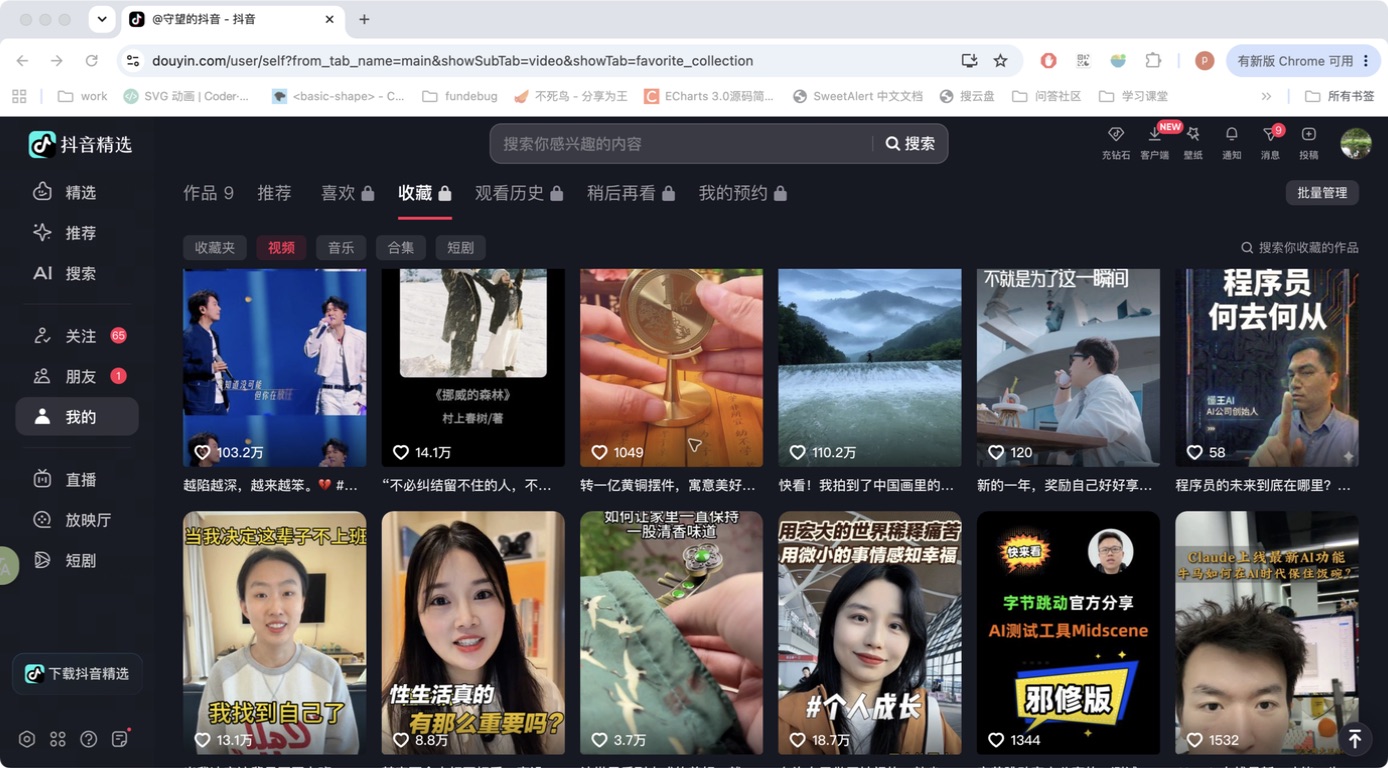 @守望的抖音 - 抖音
douyin.com/user/self?from_tab_name=main&showSubTab=video&showTab=favorite_collection
P
有新版 Chrome 可用
work
SVG 动画 | Coder-...
<basic-shape> - C...
fundebug
不死鸟 - 分享为王
ECharts 3.0源码简...
SweetAlert 中文文档
搜云盘
问答社区
学习课堂
所有书签
抖音精选
搜索你感兴趣的内容
搜索
充钻石
客户端
NEW
壁纸
通知
消息
9
投稿
精选
推荐
AI 搜索
关注 65
朋友 1
我的
直播
放映厅
短剧
下载抖音精选
作品 9
推荐
喜欢
收藏
观看历史
稍后再看
我的预约
批量管理
收藏夹
视频
音乐
合集
短剧
搜索你收藏的作品
知道没可能
但你在
103.2万
越陷越深，越来越笨。💔 #...
《挪威的森林》
村上春树/著
14.1万
“不必纠结留不住的人，不...
1亿
1049
转一亿黄铜摆件，寓意美好...
110.2万
快看！我拍到了中国画里的...
不就是为了这一瞬间
120
新的一年，奖励自己好好享...
程序员
何去何从
懂王AI
AI公司创始人
58
程序员的未来到底在哪里？...
当我决定这辈子不上班
我找到自己了
13.1万
性生活真的
有那么重要吗？
8.8万
如何让家里一直保持
一股清香味道
3.7万
用宏大的世界稀释痛苦
用微小的事情感知幸福
#个人成长
18.7万
快来看
字节跳动官方分享
AI测试工具Midscene
邪修版
1344
Claude上线最新AI功能
牛马如何在AI时代保住饭碗？
1532